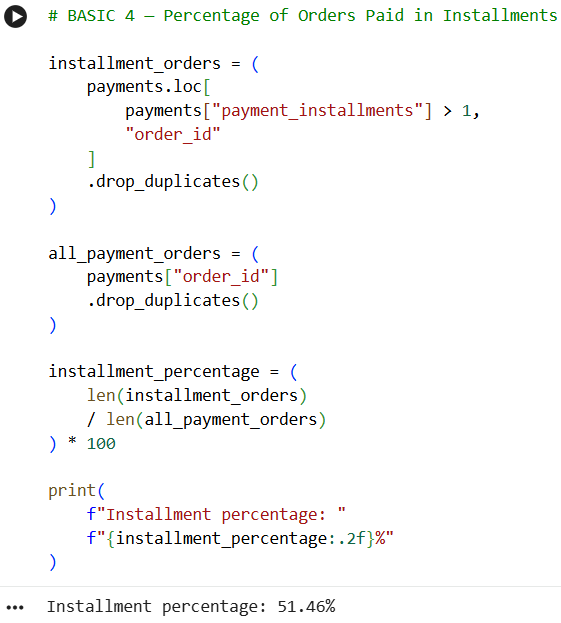 # BASIC 4 — Percentage of Orders Paid in Installments
installment_orders = (
    payments.loc[
        payments["payment_installments"] > 1,
        "order_id"
    ]
    .drop_duplicates()
)
all_payment_orders = (
    payments["order_id"]
    .drop_duplicates()
)
installment_percentage = (
    len(installment_orders)
    / len(all_payment_orders)
) * 100
print(
    f"Installment percentage: "
    f"{installment_percentage:.2f}%"
)
Installment percentage: 51.46%